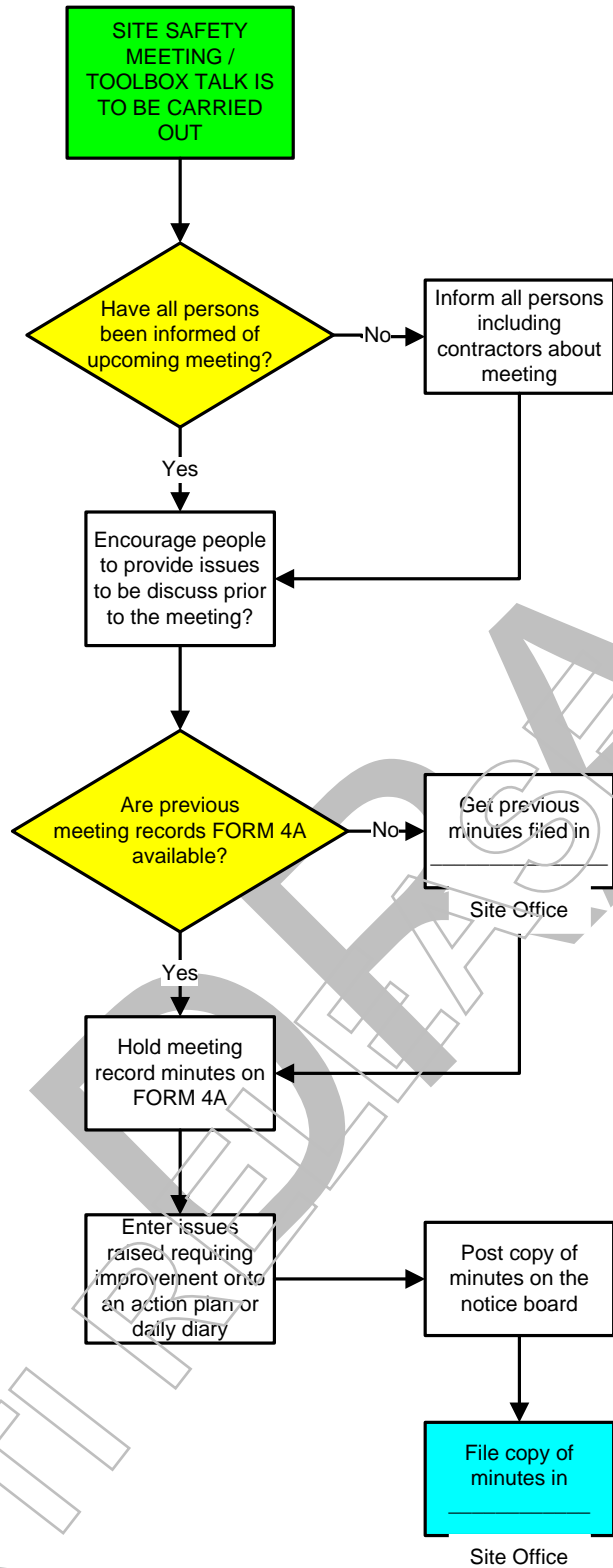 SITE SAFETY
MEETING /
TOOLBOX TALK IS
TO BE CARRIED
OUT
Have all persons
been informed of
upcoming meeting?
No
Inform all persons
including
contractors about
meeting
Yes
Encourage people
to provide issues
to be discuss prior
to the meeting?
Are previous
meeting records FORM 4A
available?
No
Get previous
minutes filed in
________________
Site Office
Yes
Hold meeting
record minutes on
FORM 4A
Enter issues
raised requiring
improvement onto
an action plan or
daily diary
Post copy of
minutes on the
notice board
File copy of
minutes in
_____________
Site Office